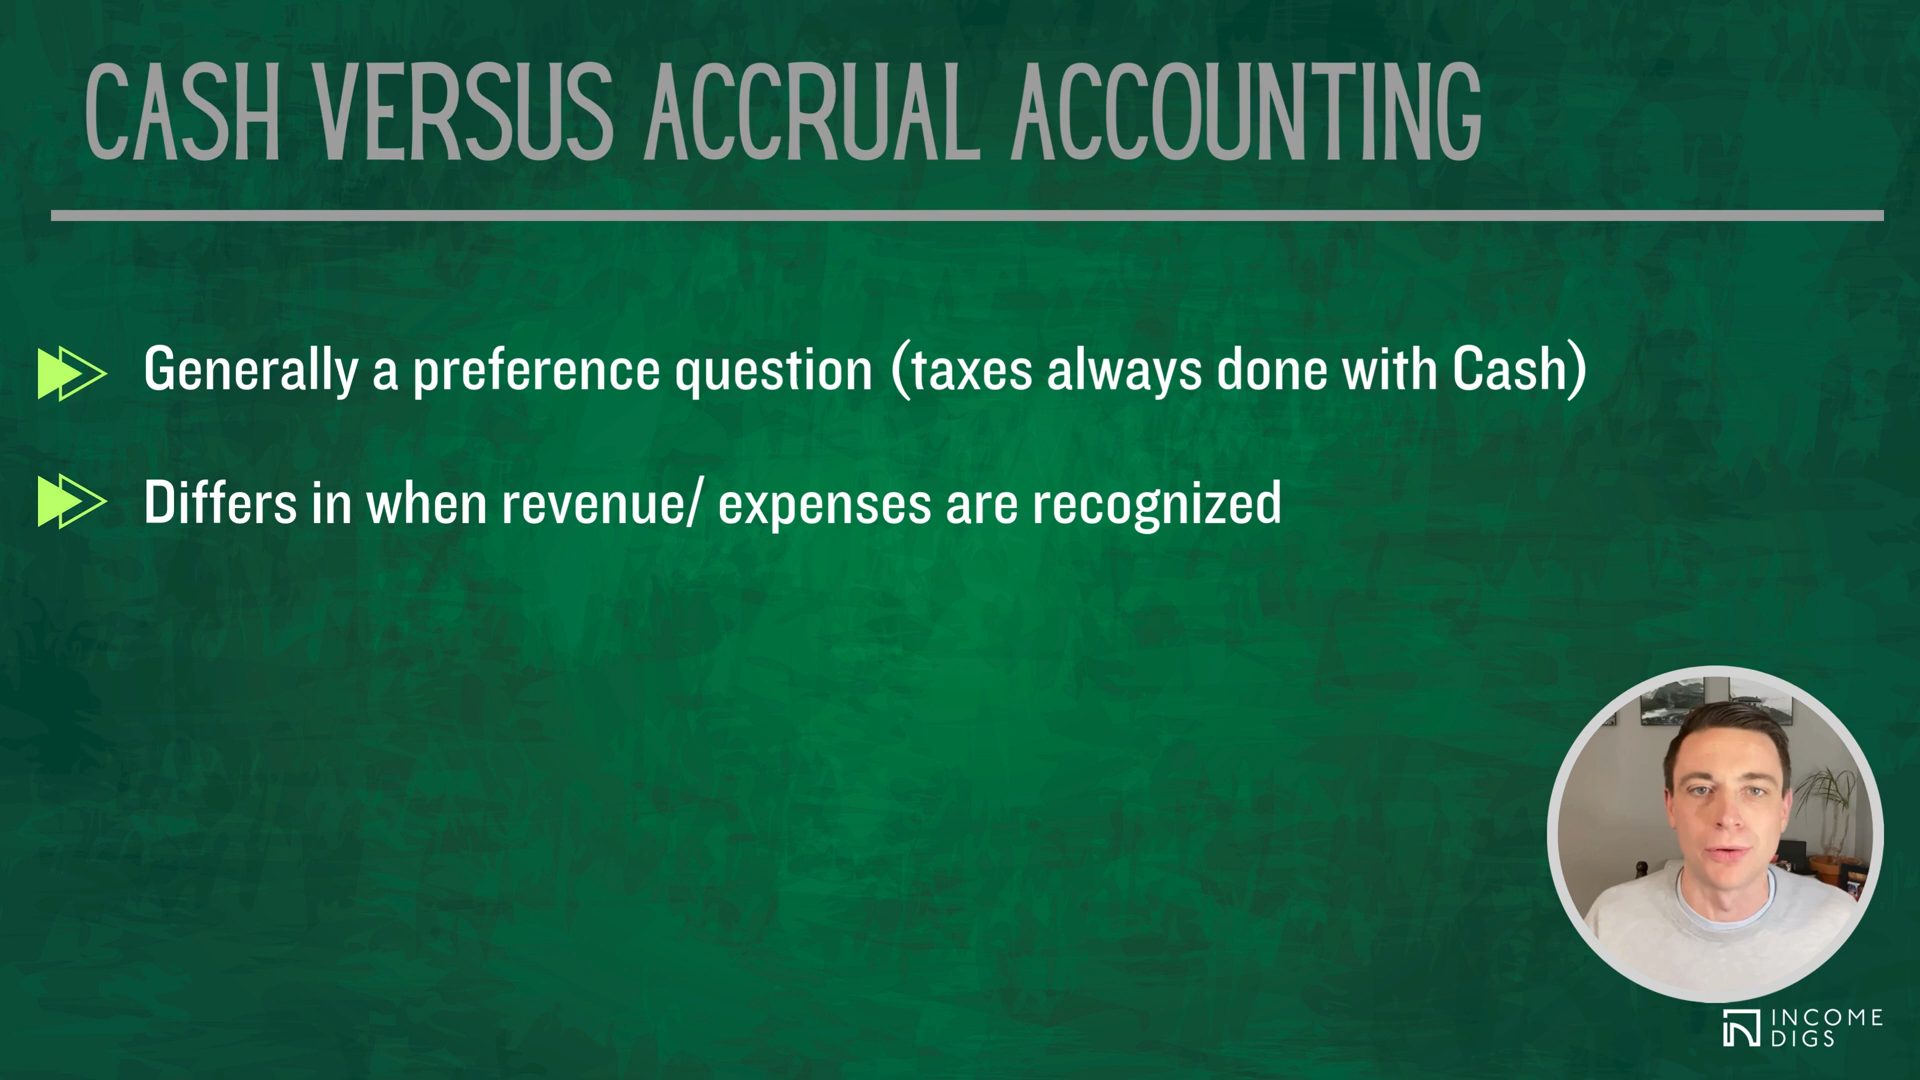 CASH VERSUS ACCRUAL ACCOUNTING
Generally a preference question (taxes always done with Cash)
Differs in when revenue/ expenses are recognized
INCOME
DIGS